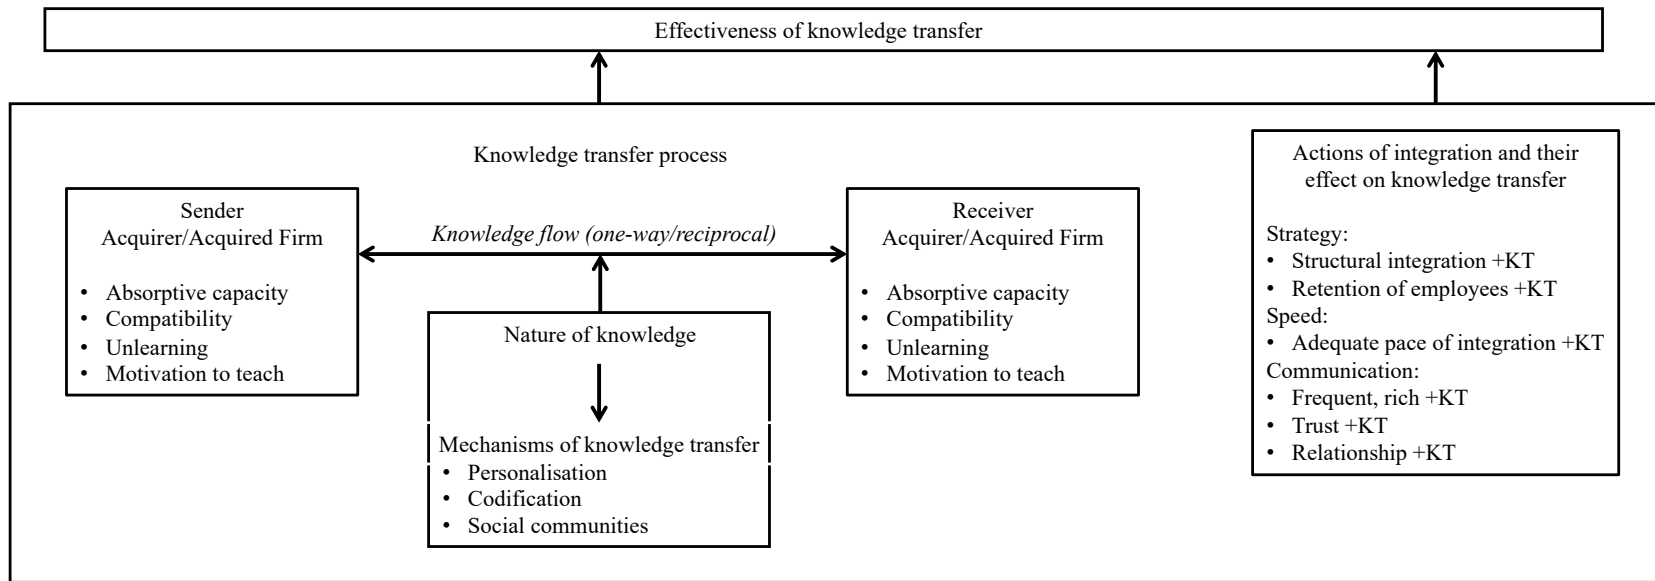 Effectiveness of knowledge transfer
Knowledge transfer process
Sender
Acquirer/Acquired Firm
• Absorptive capacity
• Compatibility
• Unlearning
• Motivation to teach
Knowledge flow (one-way/reciprocal)
Nature of knowledge
Mechanisms of knowledge transfer
• Personalisation
• Codification
• Social communities
Receiver
Acquirer/Acquired Firm
• Absorptive capacity
• Compatibility
• Unlearning
• Motivation to teach
Actions of integration and their
effect on knowledge transfer
Strategy:
• Structural integration +KT
• Retention of employees +KT
Speed:
• Adequate pace of integration +KT
Communication:
• Frequent, rich +KT
• Trust +KT
• Relationship +KT